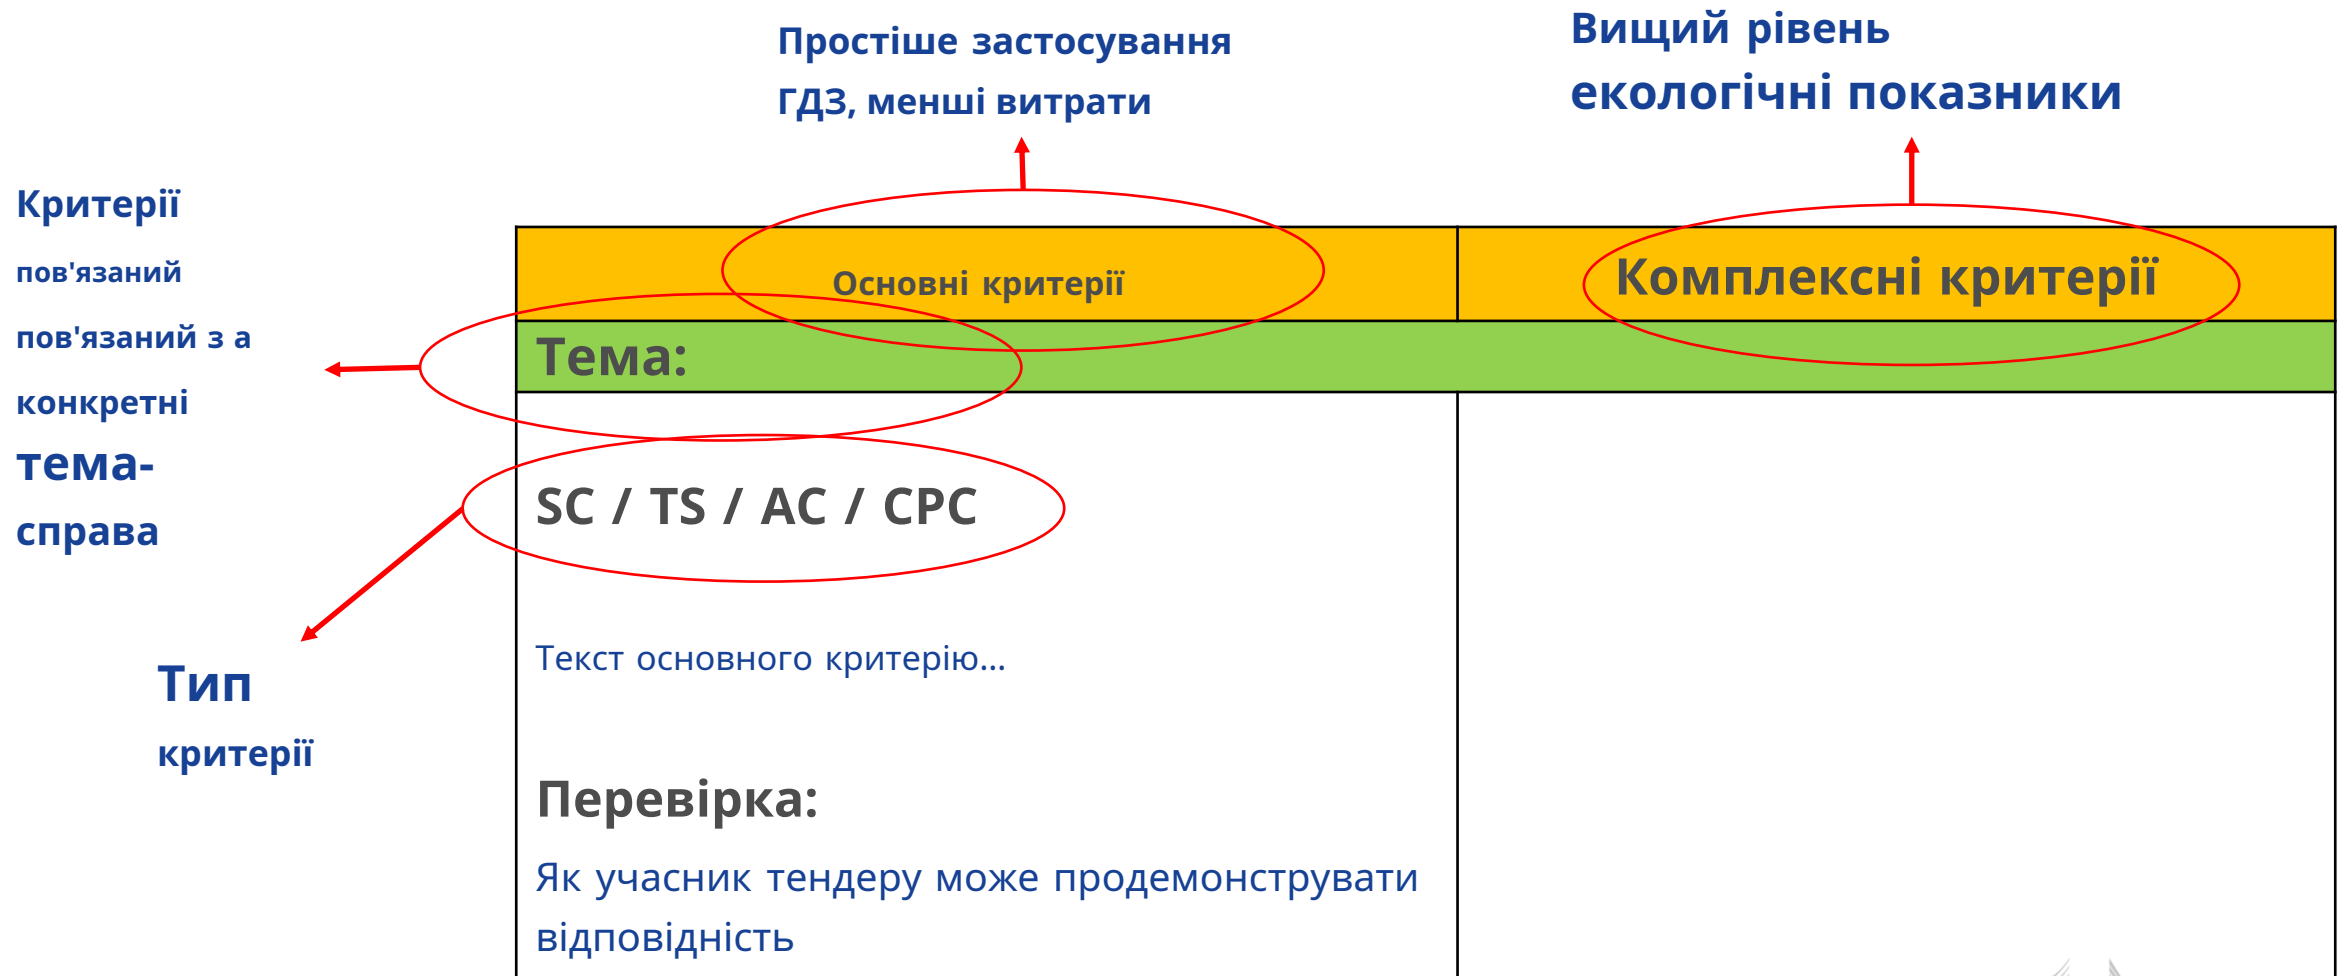 Простіше застосування
ГДЗ, менші витрати
Вищий рівень
екологічні показники
Критерії
пов'язаний
пов'язаний з а
конкретні
тема-
справа
Тип
критерії
Основні критерії
Комплексні критерії
Тема:
SC / TS / AC / CPC
Текст основного критерію...
Перевірка:
Як учасник тендеру може продемонструвати
відповідність